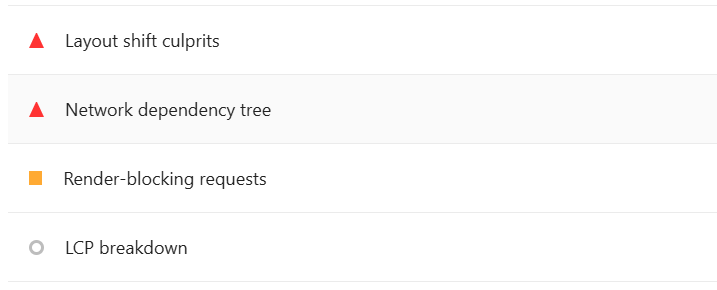 Layout shift culprits
Network dependency tree
Render-blocking requests
LCP breakdown